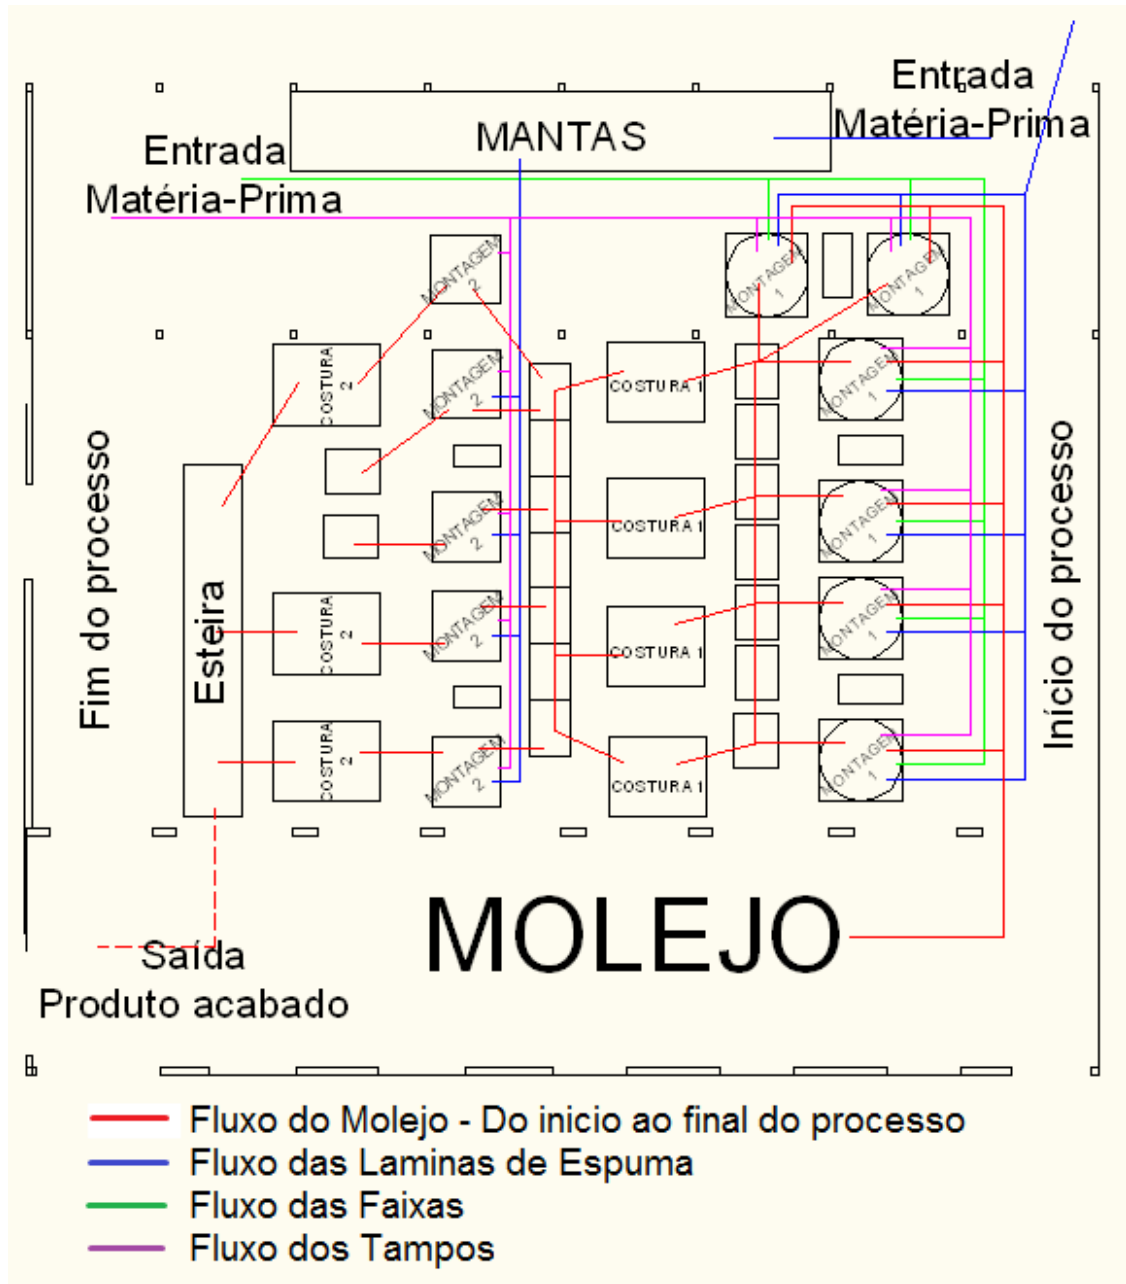 Entrada
Matéria-Prima
MANTAS
Entrada
Matéria-Prima
MONTAGEM
2
MONTAGEM
1
MONTAGEM
1
COSTURA
2
MONTAGEM
2
COSTURA 1
MONTAGEM
1
MONTAGEM
2
COSTURA 1
MONTAGEM
1
COSTURA
2
MONTAGEM
2
COSTURA 1
MONTAGEM
1
COSTURA
2
MONTAGEM
2
COSTURA 1
MONTAGEM
1
Fim do processo
Esteira
Início do processo
MOLEJO
Saída
Produto acabado
Fluxo do Molejo - Do inicio ao final do processo
Fluxo das Laminas de Espuma
Fluxo das Faixas
Fluxo dos Tampos